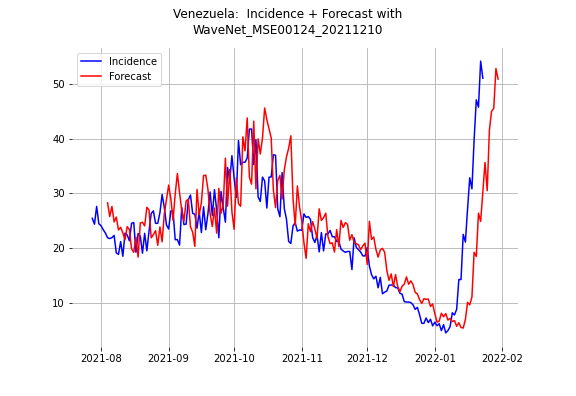 Venezuela:  Incidence + Forecast with
WaveNet_MSE00124_20211210
Incidence
Forecast
50
40
30
20
10
2021-08 2021-09 2021-10 2021-11 2021-12 2022-01 2022-02